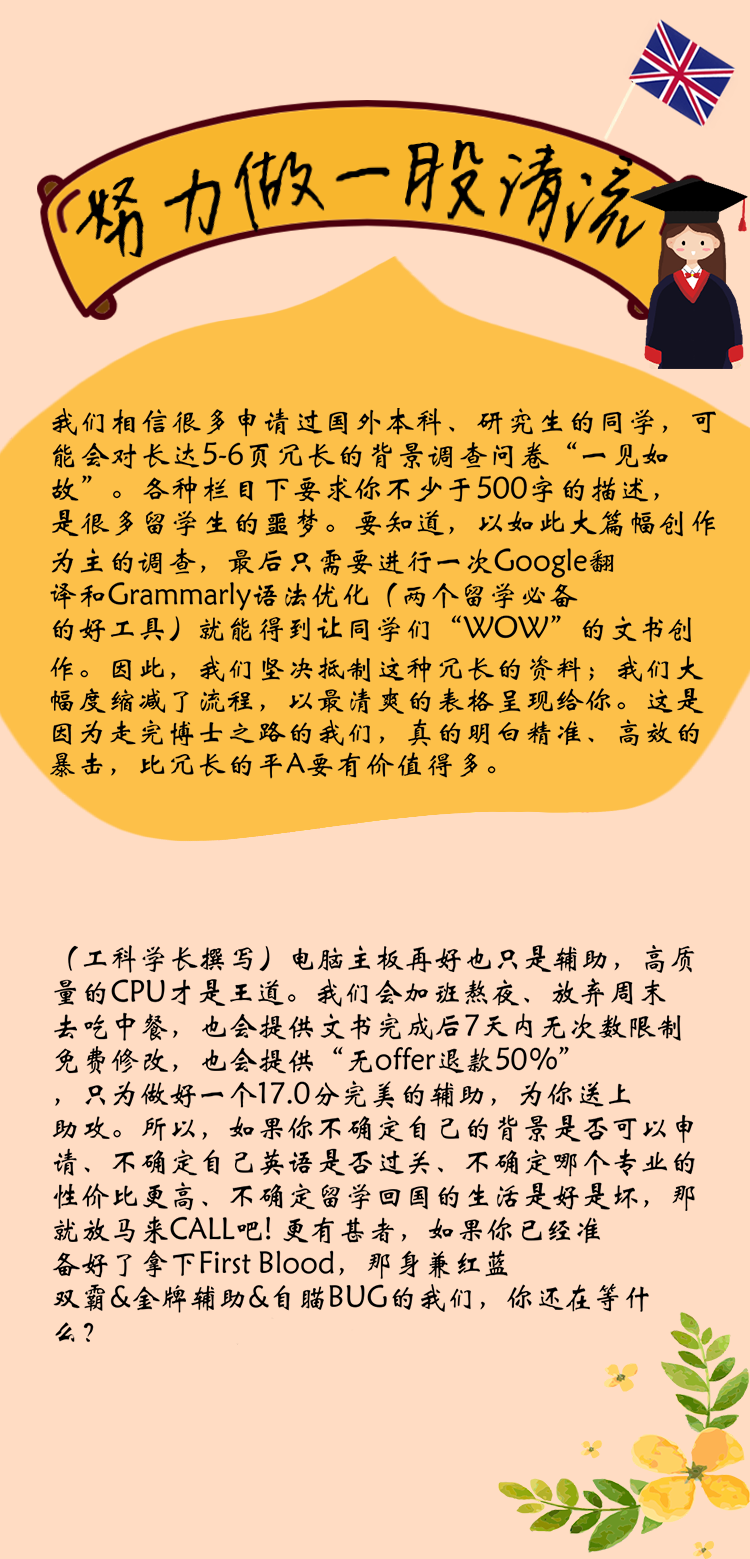 努力做一股清流
我们相信很多申请过国外本科、研究生的同学，可
能会对长达5-6页冗长的背景调查问卷“一见如
故”。各种栏目下要求你不少于500字的描述，
是很多留学生的噩梦。要知道，以如此大篇幅创作
为主的调查，最后只需要进行一次Google翻
译和Grammarly语法优化（两个留学必备
的好工具）就能得到让同学们“WOW”的文书创
作。因此，我们坚决抵制这种冗长的资料；我们大
幅度缩减了流程，以最清爽的表格呈现给你。这是
因为走完博士之路的我们，真的明白精准、高效的
暴击，比冗长的平A要有价值得多。
（工科学长撰写）电脑主板再好也只是辅助，高质
量的CPU才是王道。我们会加班熬夜、放弃周末
去吃中餐，也会提供文书完成后7天内无次数限制
免费修改，也会提供“无offer退款50%”
，只为做好一个17.0分完美的辅助，为你送上
助攻。所以，如果你不确定自己的背景是否可以申
请、不确定自己英语是否过关、不确定哪个专业的
性价比更高、不确定留学回国的生活是好是坏，那
就放马来CALL吧！更有甚者，如果你已经准
备好了拿下First Blood，那身兼红蓝
双霸&金牌辅助&自瞄BUG的我们，你还在等什
么？